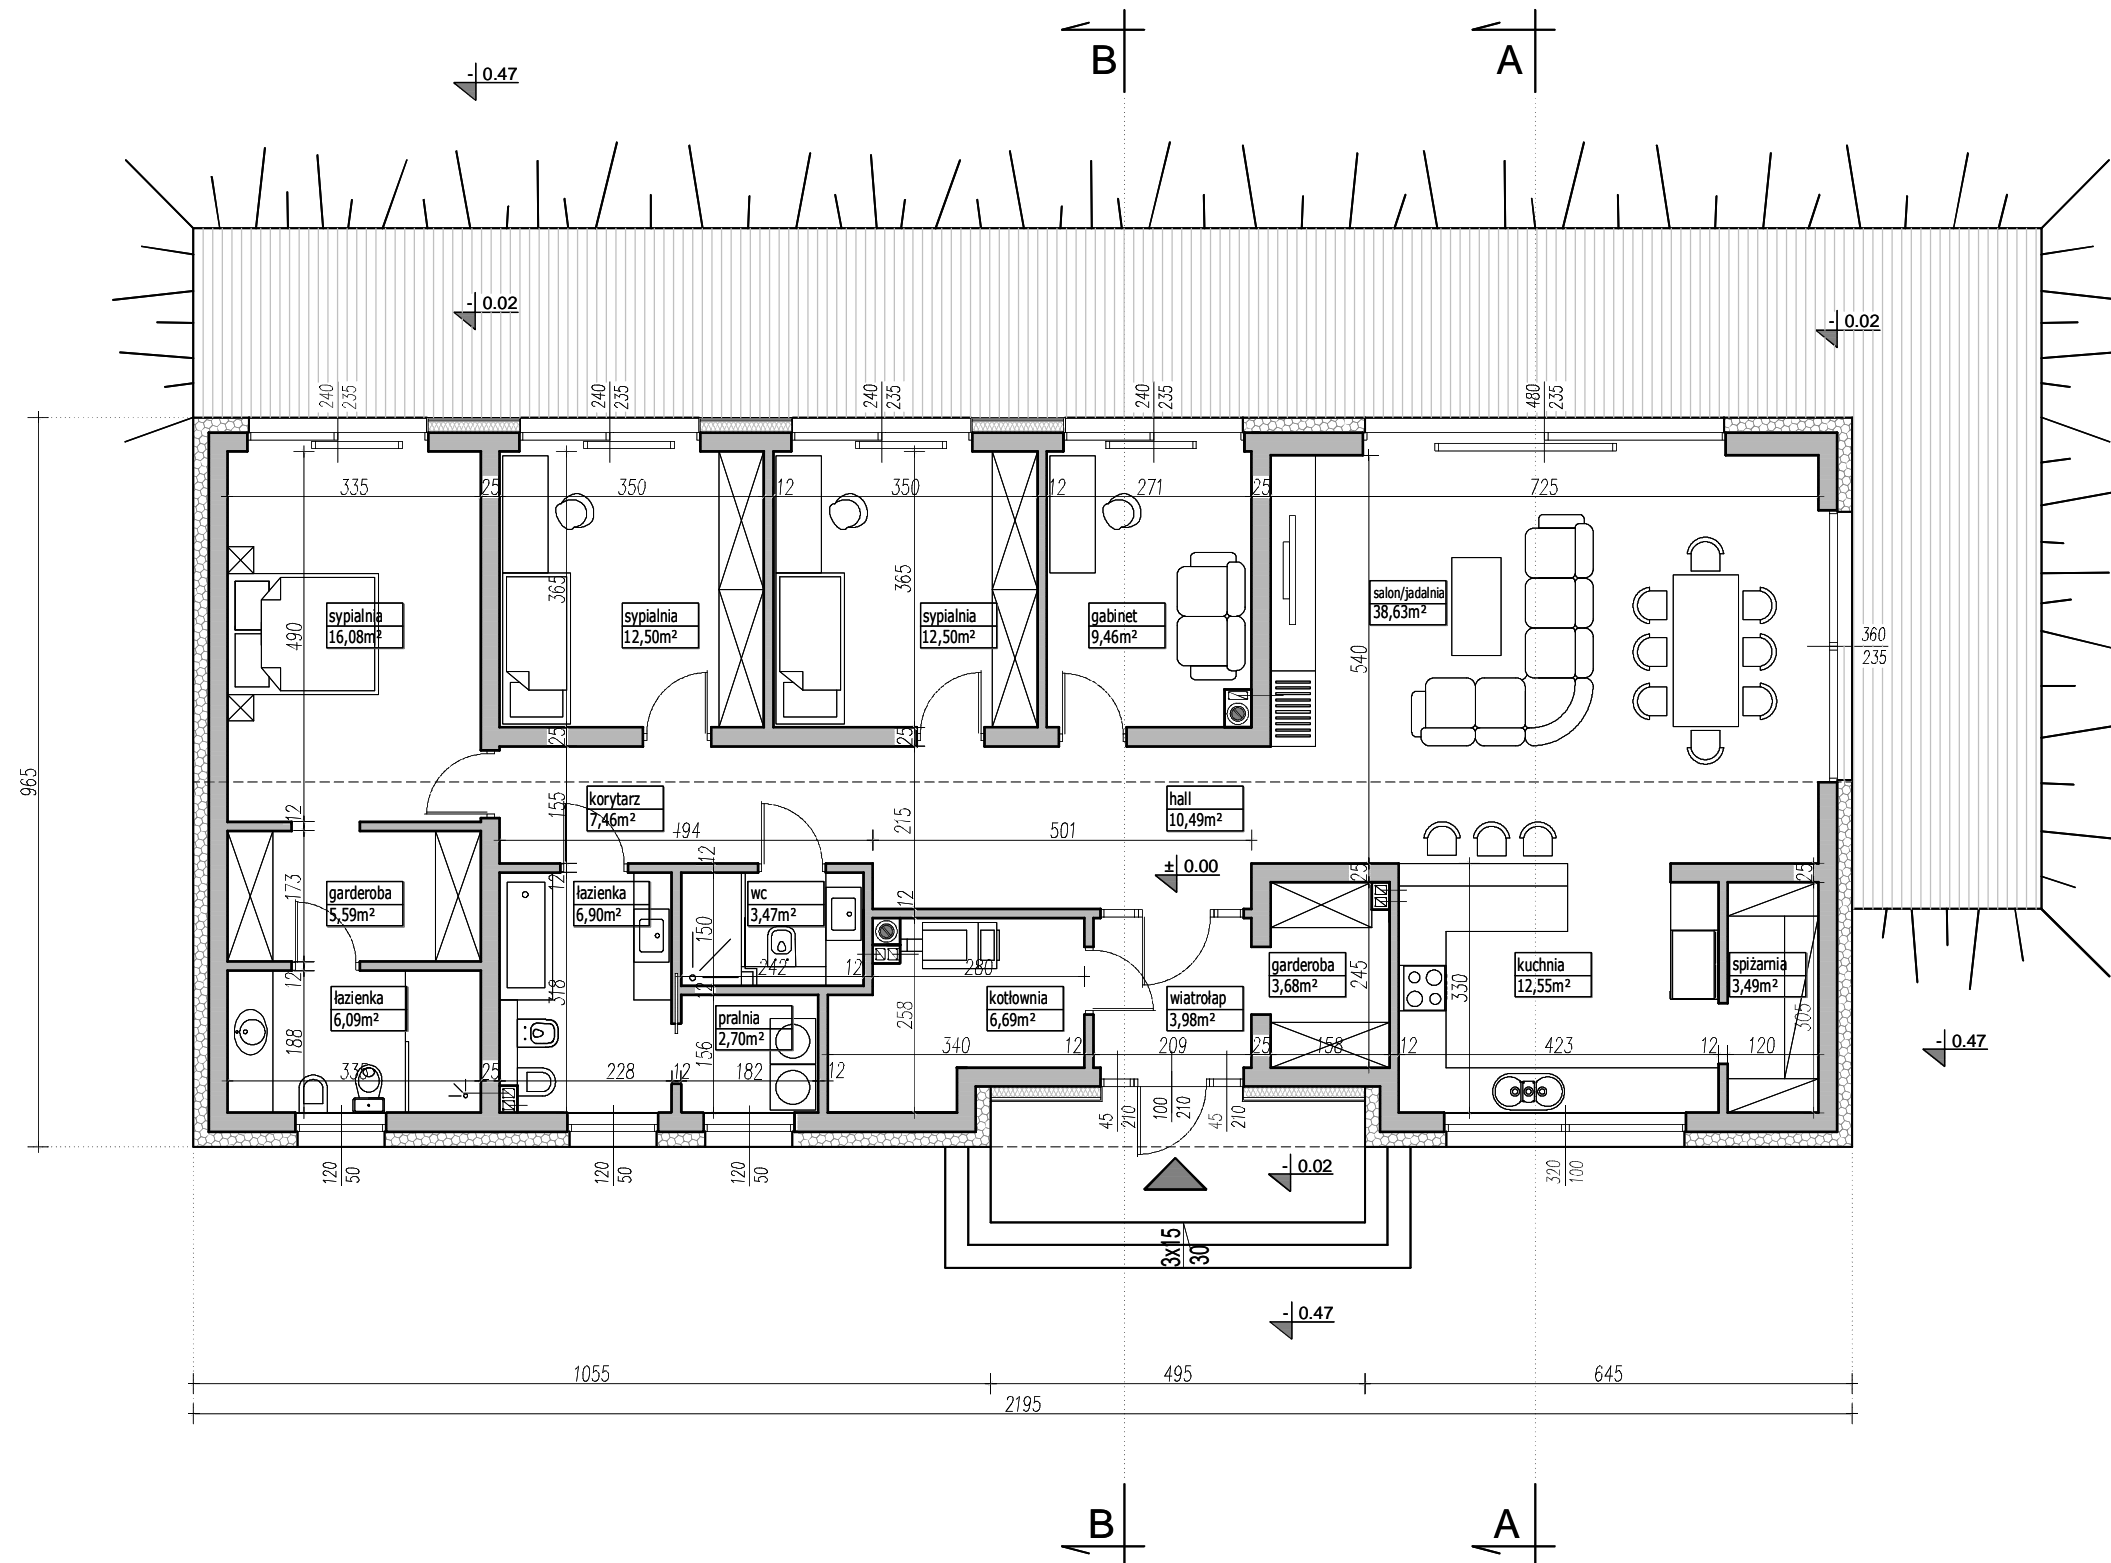 B
A
- 0.47
- 0.02
- 0.02
240
235
240
235
240
235
240
235
480
235
335
25
350
12
350
12
271
25
725
365
365
490
540
sypialnia
16,08m²
sypialnia
12,50m²
sypialnia
12,50m²
gabinet
9,46m²
salon/jadalnia
38,63m²
360
235
25
25
965
korytarz
7,46m²
155
494
215
501
hall
10,49m²
12
12
± 0.00
25
25
garderoba
5,59m²
173
łazienka
6,90m²
12
wc
3,47m²
150
12
242
12
280
garderoba
3,68m²
245
kuchnia
12,55m²
330
spiżarnia
3,49m²
305
łazienka
6,09m²
12
188
318
12
pralnia
2,70m²
156
258
kotłownia
6,69m²
wiatrołap
3,98m²
340
12
209
25
158
12
423
12
120
- 0.47
335
25
228
12
182
12
45
210
100
210
45
210
120
50
120
50
120
50
320
100
- 0.02
3x15
30
- 0.47
1055
495
645
2195
B
A